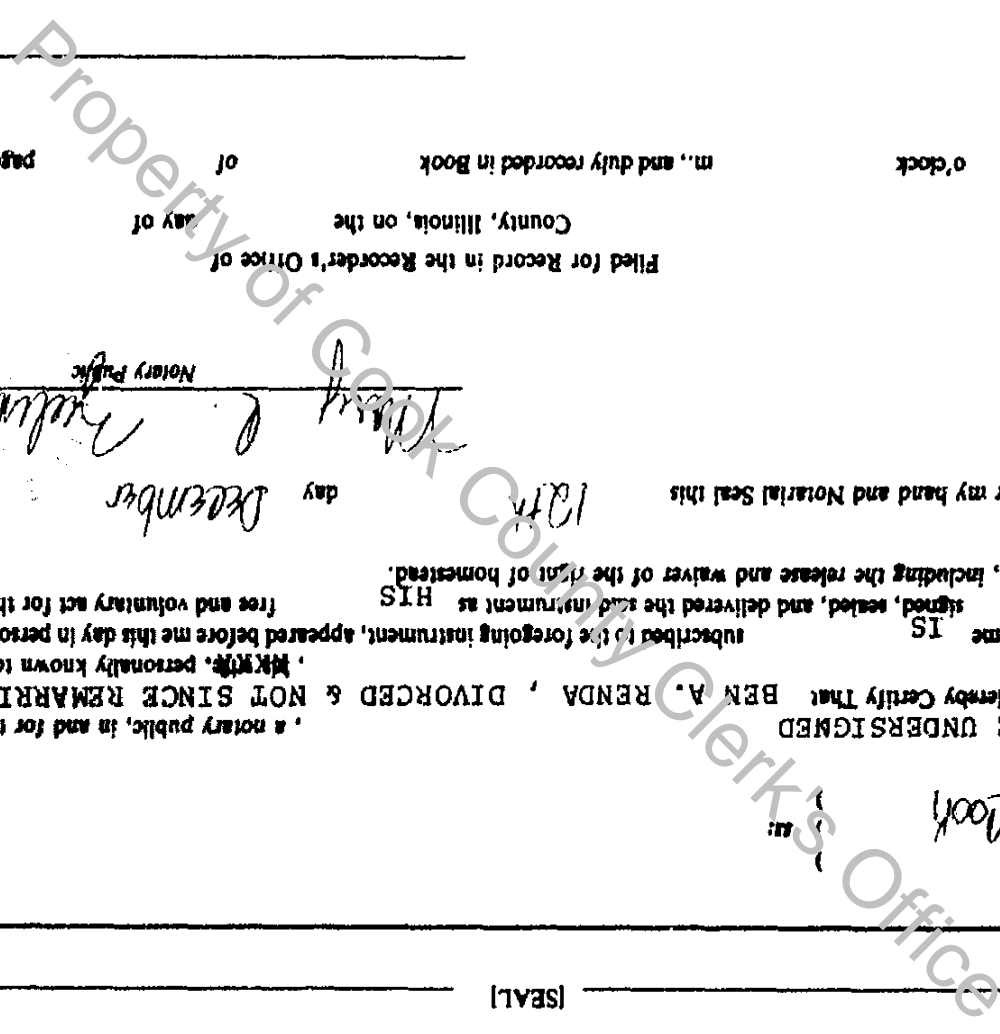 [SEAL]
Cook
) ss:
UNDERSIGNED , a notary public, in and for
Hereby Certify That BEN A. RENDA , DIVORCED & NOT SINCE REMARRI
, personally known to
me IS subscribed to the foregoing instrument, appeared before me this day in perso
signed, sealed, and delivered the said instrument as HIS free and voluntary act for th
, including the release and waiver of the right of homestead.
r my hand and Notarial Seal this 12th day December
Mary C.
Notary Public
Filed for Record in the Recorder's Office of
County, Illinois, on the day of
o'clock m., and duly recorded in Book of page
Property of Cook County Clerk's Office